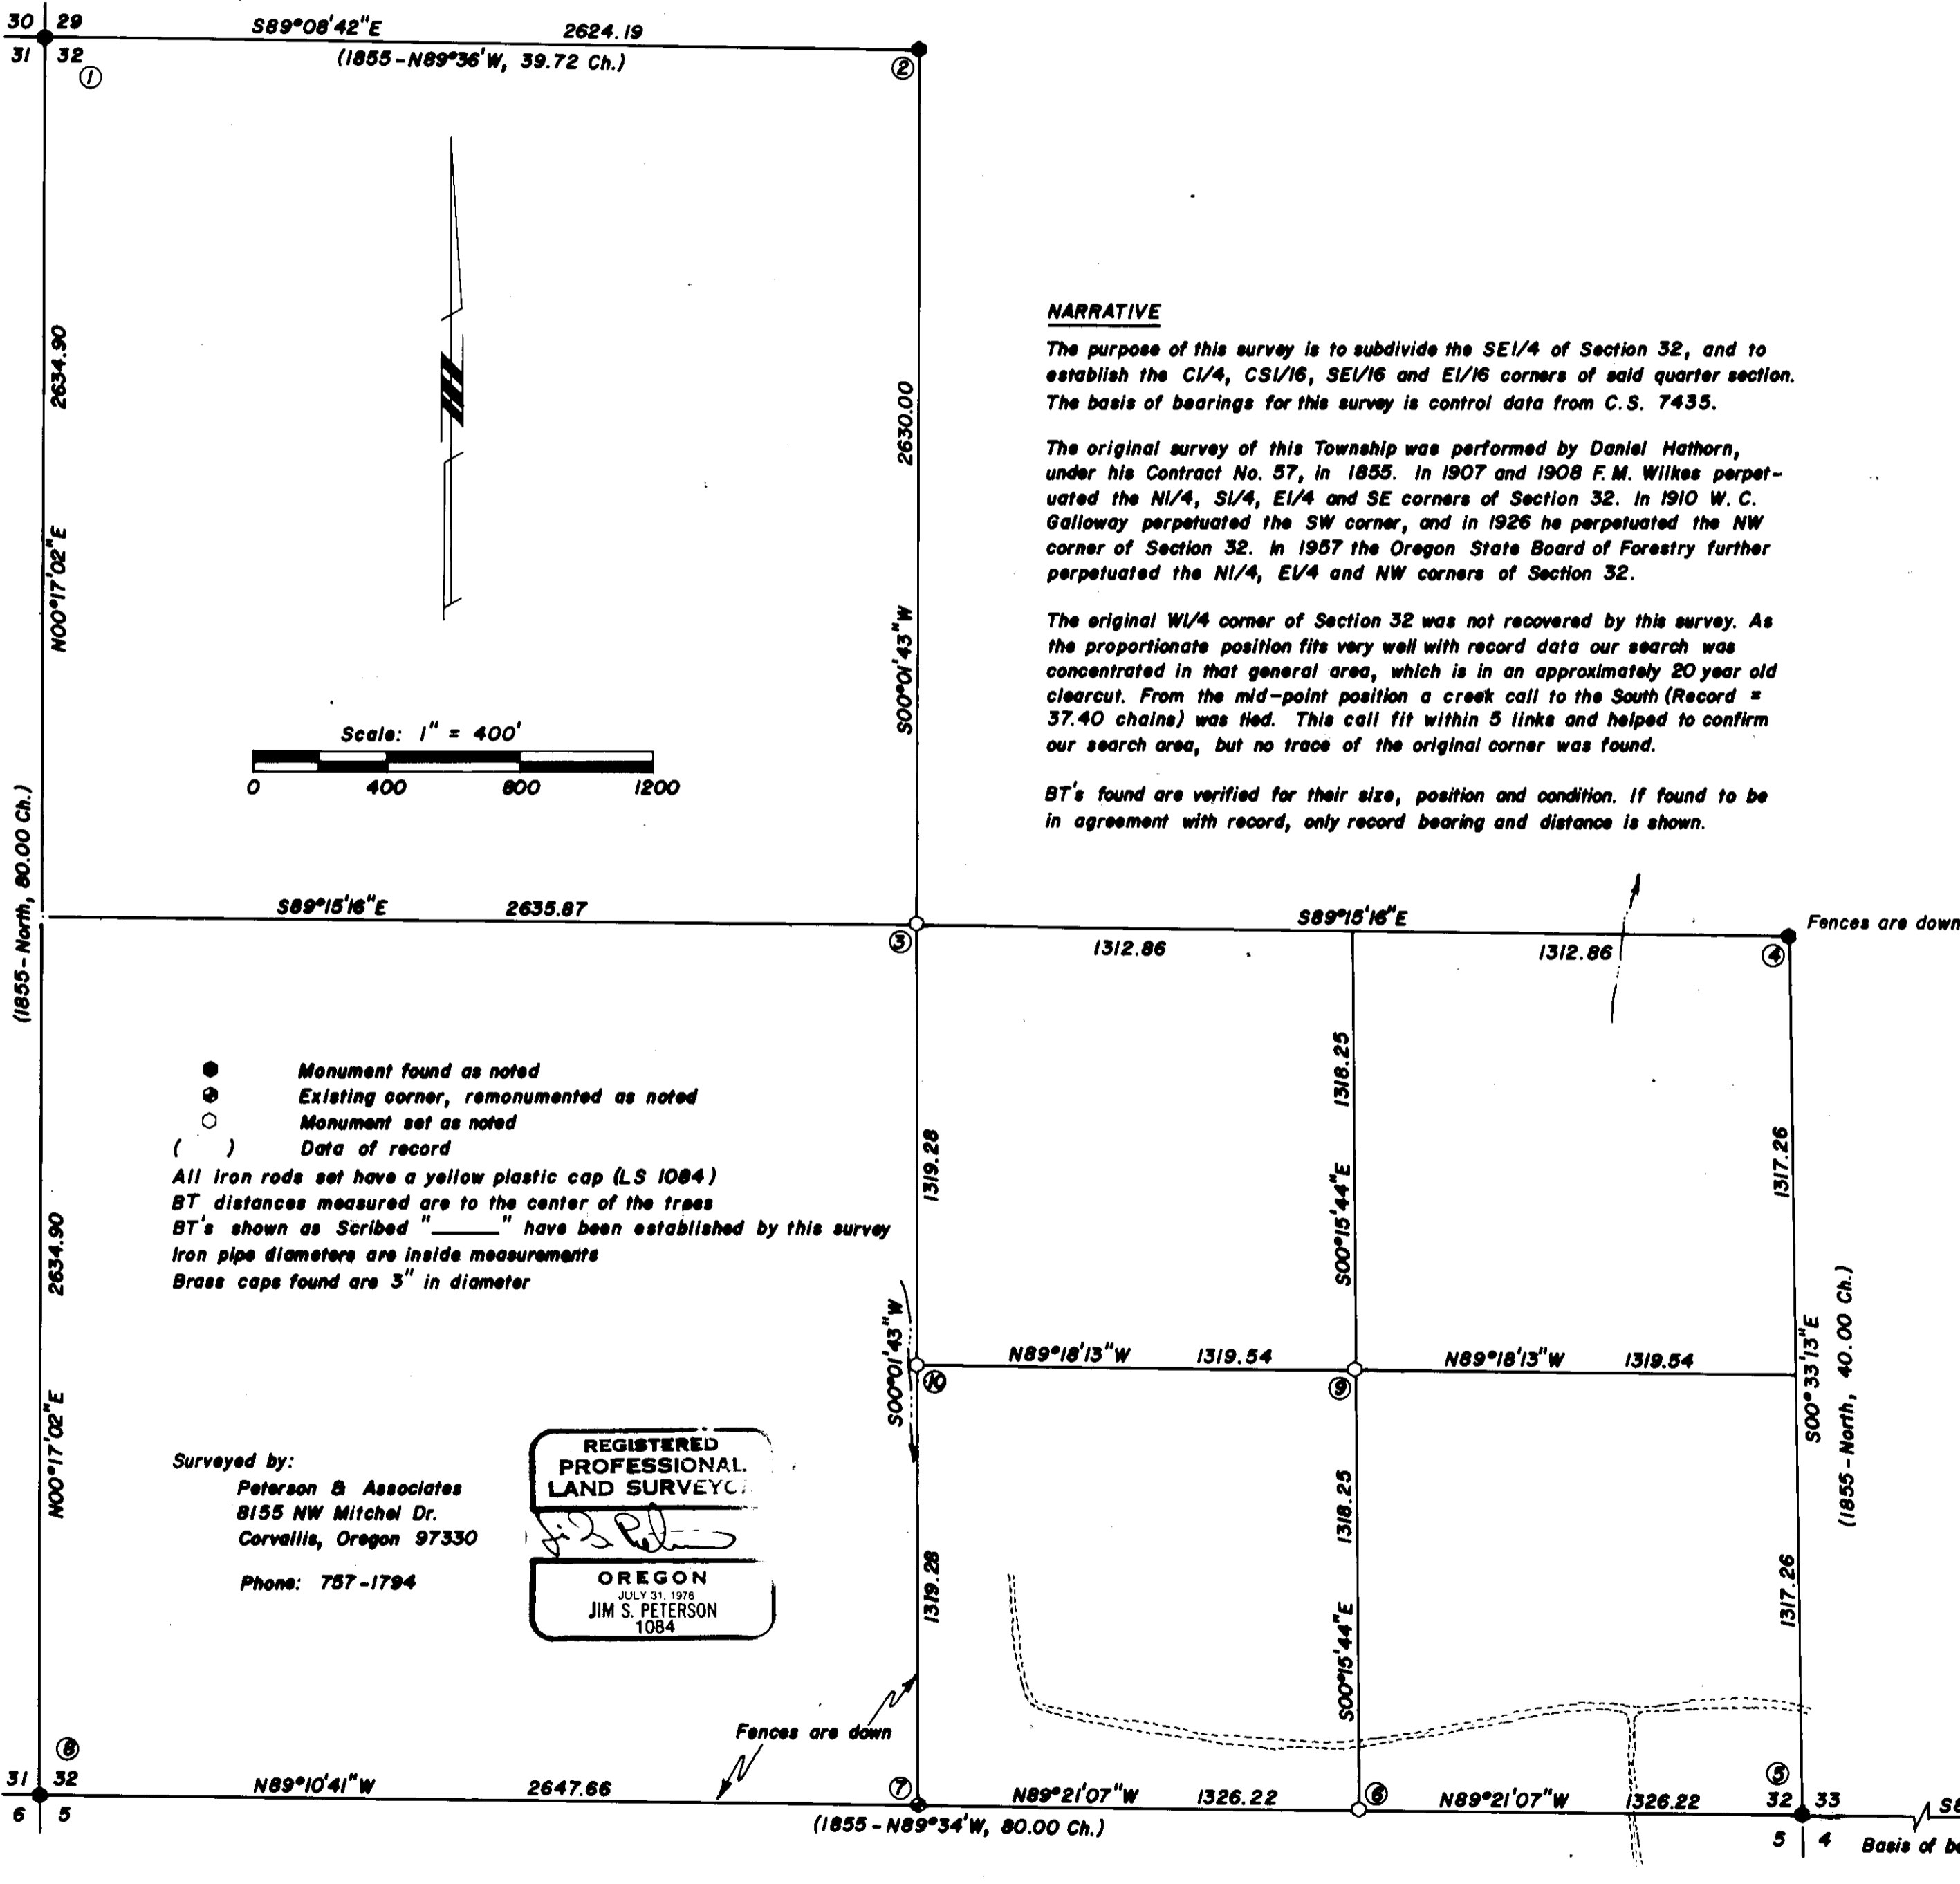 30 29
S89°08'42"E 2624.19
31 32
(1855-N89°36'W, 39.72 Ch.)
1
2
2634.90
N00°17'02"E
2630.00
S00°01'43"W
NARRATIVE
The purpose of this survey is to subdivide the SE1/4 of Section 32, and to
establish the C1/4, CS1/16, SE1/16 and E1/16 corners of said quarter section.
The basis of bearings for this survey is control data from C.S. 7435.
The original survey of this Township was performed by Daniel Hathorn,
under his Contract No. 57, in 1855. In 1907 and 1908 F. M. Wilkes perpet-
uated the N1/4, S1/4, E1/4 and SE corners of Section 32. In 1910 W. C.
Galloway perpetuated the SW corner, and in 1926 he perpetuated the NW
corner of Section 32. In 1957 the Oregon State Board of Forestry further
perpetuated the N1/4, E1/4 and NW corners of Section 32.
The original W1/4 corner of Section 32 was not recovered by this survey. As
the proportionate position fits very well with record data our search was
concentrated in that general area, which is in an approximately 20 year old
clearcut. From the mid-point position a creek call to the South (Record =
37.40 chains) was tied. This call fit within 5 links and helped to confirm
our search area, but no trace of the original corner was found.
BT's found are verified for their size, position and condition. If found to be
in agreement with record, only record bearing and distance is shown.
Scale: 1" = 400'
0 400 800 1200
(1855-North, 80.00 Ch.)
S89°15'16"E 2635.87
3
S89°15'16"E
1312.86 1312.86
4
Fences are down
Monument found as noted
Existing corner, remonumented as noted
Monument set as noted
( ) Data of record
All iron rods set have a yellow plastic cap (LS 1084)
BT distances measured are to the center of the trees
BT's shown as Scribed "_____" have been established by this survey
Iron pipe diameters are inside measurements
Brass caps found are 3" in diameter
1319.28
1318.25
S00°15'44"E
1317.26
2634.90
N00°17'02"E
S00°01'43"W
N89°18'13"W 1319.54
N89°18'13"W 1319.54
10
9
S00°33'13"E
(1855-North, 40.00 Ch.)
Surveyed by:
Peterson & Associates
8155 NW Mitchel Dr.
Corvallis, Oregon 97330
Phone: 757-1794
REGISTERED
PROFESSIONAL
LAND SURVEYO
OREGON
JULY 31, 1976
JIM S. PETERSON
1084
1319.28
1318.25
S00°15'44"E
1317.26
Fences are down
8
31 32
N89°10'41"W 2647.66
6 5
7
N89°21'07"W 1326.22
6
N89°21'07"W 1326.22
5
32 33
S8
(1855-N89°34'W, 80.00 Ch.)
5 4
Basis of be